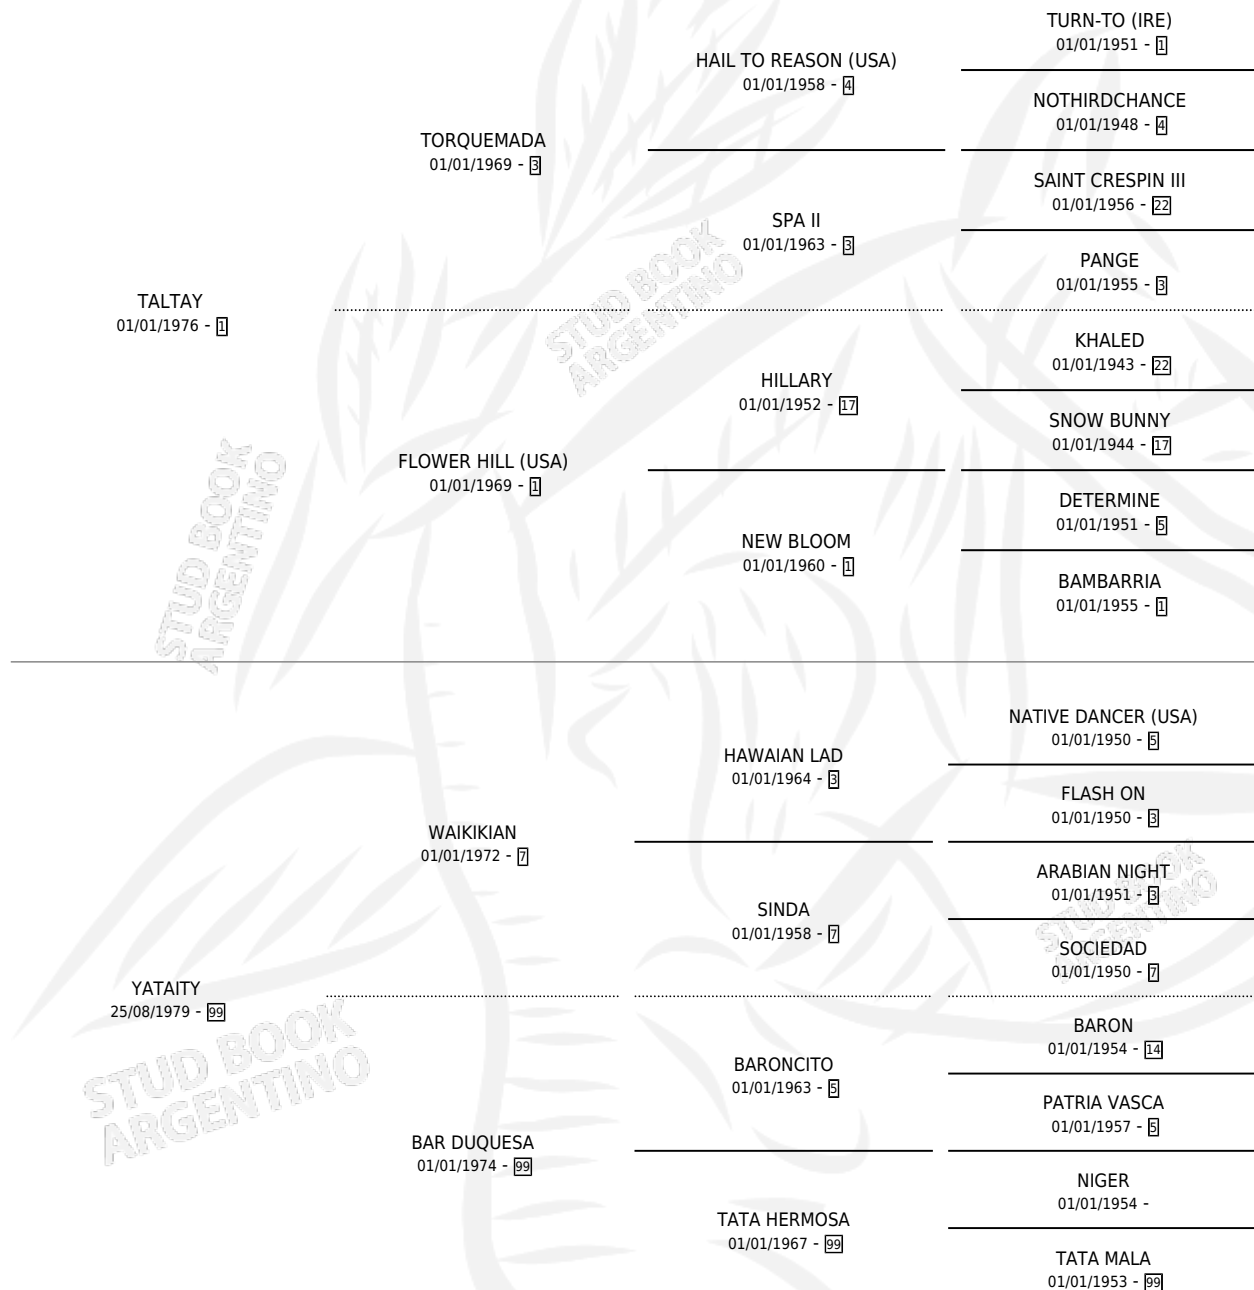 TURN-TO (IRE)
01/01/1951 - 1
HAIL TO REASON (USA)
01/01/1958 - 4
NOTHIRDCHANCE
01/01/1948 - 4
TORQUEMADA
01/01/1969 - 3
SAINT CRESPIN III
01/01/1956 - 22
SPA II
01/01/1963 - 3
PANGE
01/01/1955 - 3
TALTAY
01/01/1976 - 1
KHALED
01/01/1943 - 22
HILLARY
01/01/1952 - 17
SNOW BUNNY
01/01/1944 - 17
FLOWER HILL (USA)
01/01/1969 - 1
DETERMINE
01/01/1951 - 5
NEW BLOOM
01/01/1960 - 1
BAMBARRIA
01/01/1955 - 1
NATIVE DANCER (USA)
01/01/1950 - 5
HAWAIAN LAD
01/01/1964 - 3
FLASH ON
01/01/1950 - 3
WAIKIKIAN
01/01/1972 - 7
ARABIAN NIGHT
01/01/1951 - 3
SINDA
01/01/1958 - 7
SOCIEDAD
01/01/1950 - 7
YATAITY
25/08/1979 - 99
BARON
01/01/1954 - 14
BARONCITO
01/01/1963 - 5
PATRIA VASCA
01/01/1957 - 5
BAR DUQUESA
01/01/1974 - 99
NIGER
01/01/1954 -
TATA HERMOSA
01/01/1967 - 99
TATA MALA
01/01/1953 - 99
STUD BOOK
ARGENTINO
STUD BOOK
ARGENTINO
STUD BOOK
ARGENTINO
STUD BOOK
ARGENTINO